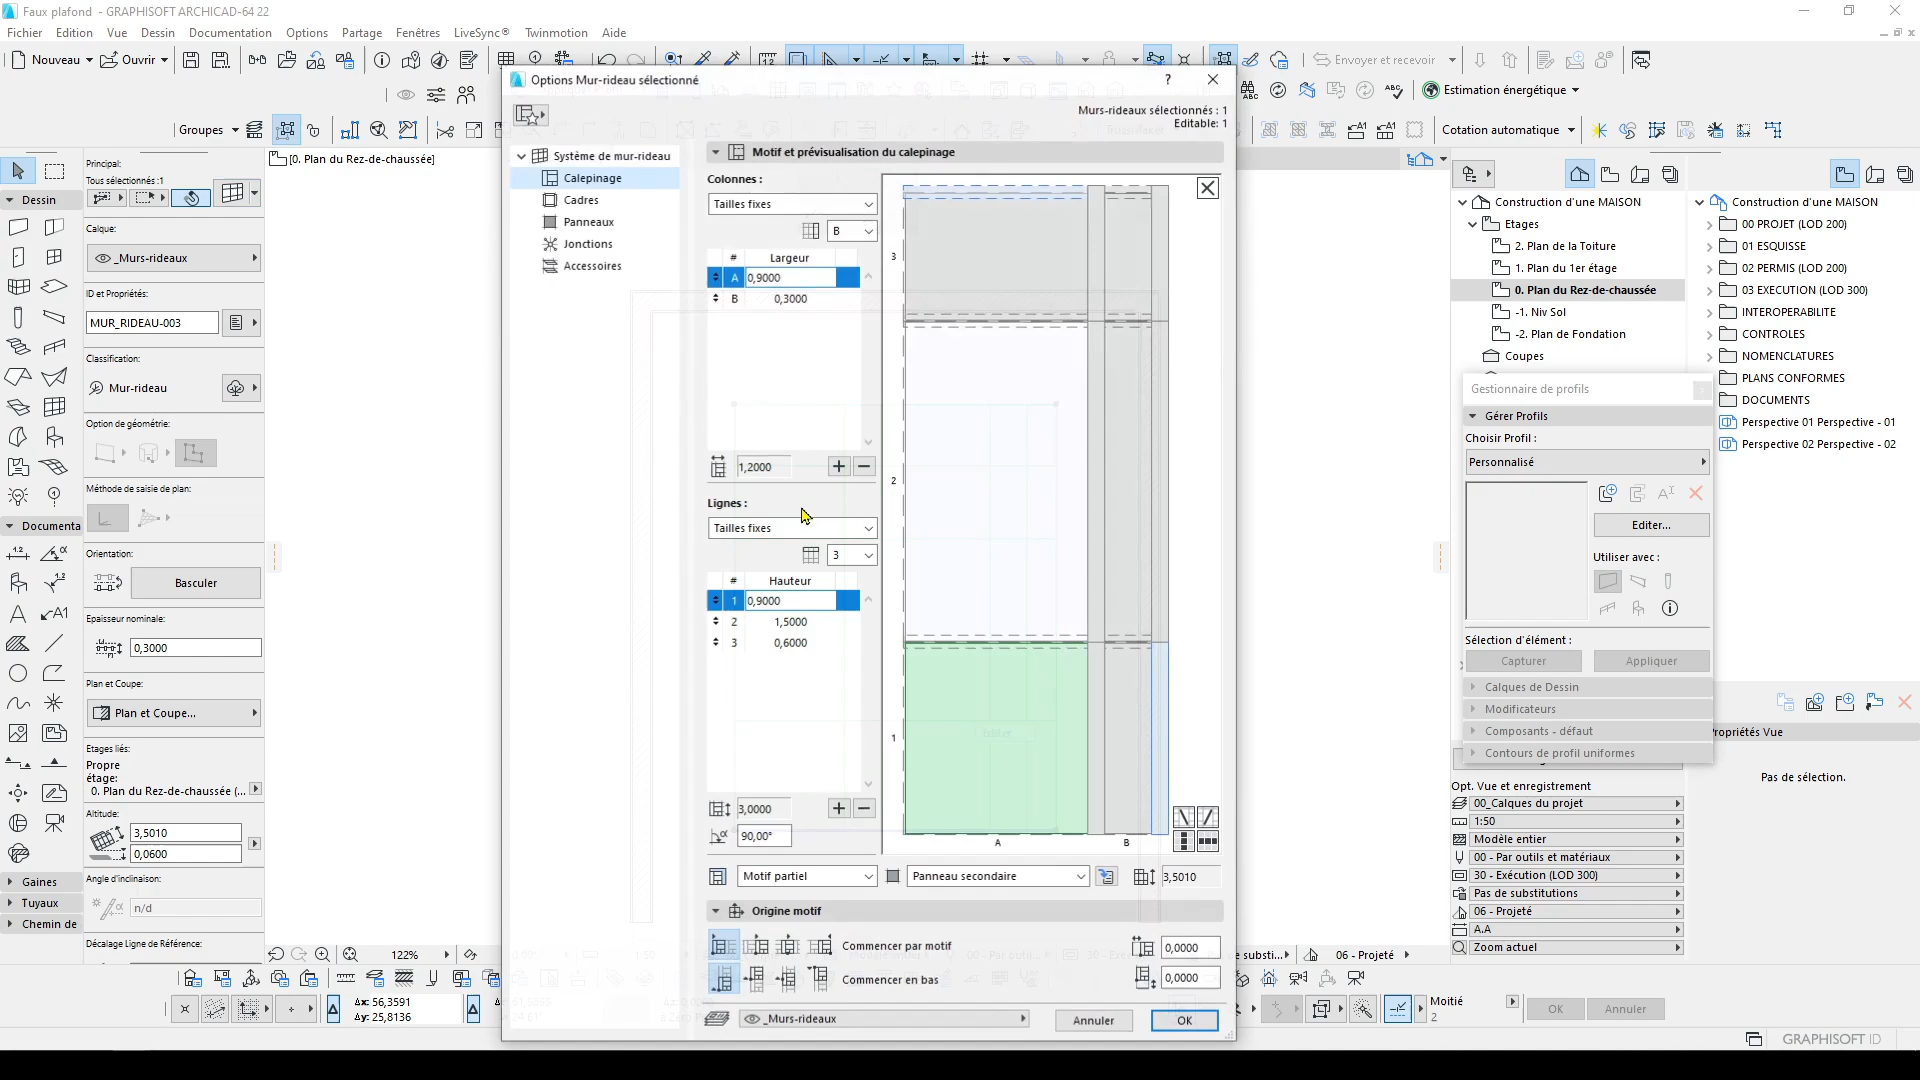 Faux plafond - GRAPHISOFT ARCHICAD-64 22
Fichier Edition Vue Dessin Documentation Options Partage Fenêtres LiveSync® Twinmotion Aide
Nouveau Ouvrir Envoyer et recevoir
Options Mur-rideau sélectionné ?
Estimation énergétique
Murs-rideaux sélectionnés : 1
Editable: 1
Groupes Cotation automatique
Principal:
Tous sélectionnés :1
[0. Plan du Rez-de-chaussée]
Dessin
Calque:
_Murs-rideaux
ID et Propriétés:
MUR_RIDEAU-003
Classification:
Mur-rideau
Option de géométrie:
Méthode de saisie de plan:
Documenta
Orientation:
Basculer
Epaisseur nominale:
0,3000
Plan et Coupe:
Plan et Coupe...
Etages liés:
Propre
étage:
0. Plan du Rez-de-chaussée (...
Altitude:
3,5010
0,0600
Angle d'inclinaison:
n/d
Décalage Ligne de Référence:
Gaines
Tuyaux
Chemin de
Système de mur-rideau
Calepinage
Cadres
Panneaux
Jonctions
Accessoires
Motif et prévisualisation du calepinage
Colonnes :
Tailles fixes
B
# Largeur
A 0,9000
B 0,3000
1,2000
Lignes :
Tailles fixes
3
# Hauteur
1 0,9000
2 1,5000
3 0,6000
3,0000
90,00°
3
2
1
A B
Editer
Motif partiel Panneau secondaire 3,5010
Origine motif
Commencer par motif 0,0000
Commencer en bas 0,0000
_Murs-rideaux Annuler OK
Construction d'une MAISON
Etages
2. Plan de la Toiture
1. Plan du 1er étage
0. Plan du Rez-de-chaussée
-1. Niv Sol
-2. Plan de Fondation
Coupes
Construction d'une MAISON
00 PROJET (LOD 200)
01 ESQUISSE
02 PERMIS (LOD 200)
03 EXECUTION (LOD 300)
INTEROPERABILITE
CONTROLES
NOMENCLATURES
PLANS CONFORMES
DOCUMENTS
Perspective 01 Perspective - 01
Perspective 02 Perspective - 02
Gestionnaire de profils
Gérer Profils
Choisir Profil :
Personnalisé
Editer...
Utiliser avec :
Sélection d'élément :
Capturer Appliquer
Calques de Dessin
Modificateurs
Composants - défaut
Contours de profil uniformes
ropriétés Vue
Pas de sélection.
Opt. Vue et enregistrement
00_Calques du projet
1:50
Modèle entier
00 - Par outils et matériaux
30 - Exécution (LOD 300)
Pas de substitutions
06 - Projeté
A.A
Zoom actuel
122% e substi... 06 - Projeté
Δx: 56,3591
Δy: 25,8136
Moitié
2
OK Annuler
GRAPHISOFT ID